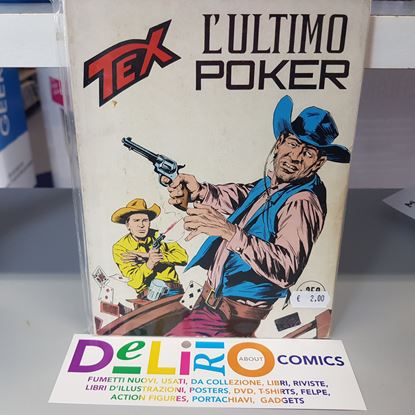 TEX
L'ULTIMO
POKER
€ 2.00
DeLiRiO ABOUT COMICS
FUMETTI NUOVI, USATI, DA COLLEZIONE, LIBRI, RIVISTE,
LIBRI D'ILLUSTRAZIONI, POSTERS, DVD, T-SHIRTS, FELPE,
ACTION FIGURES, PORTACHIAVI, GADGETS